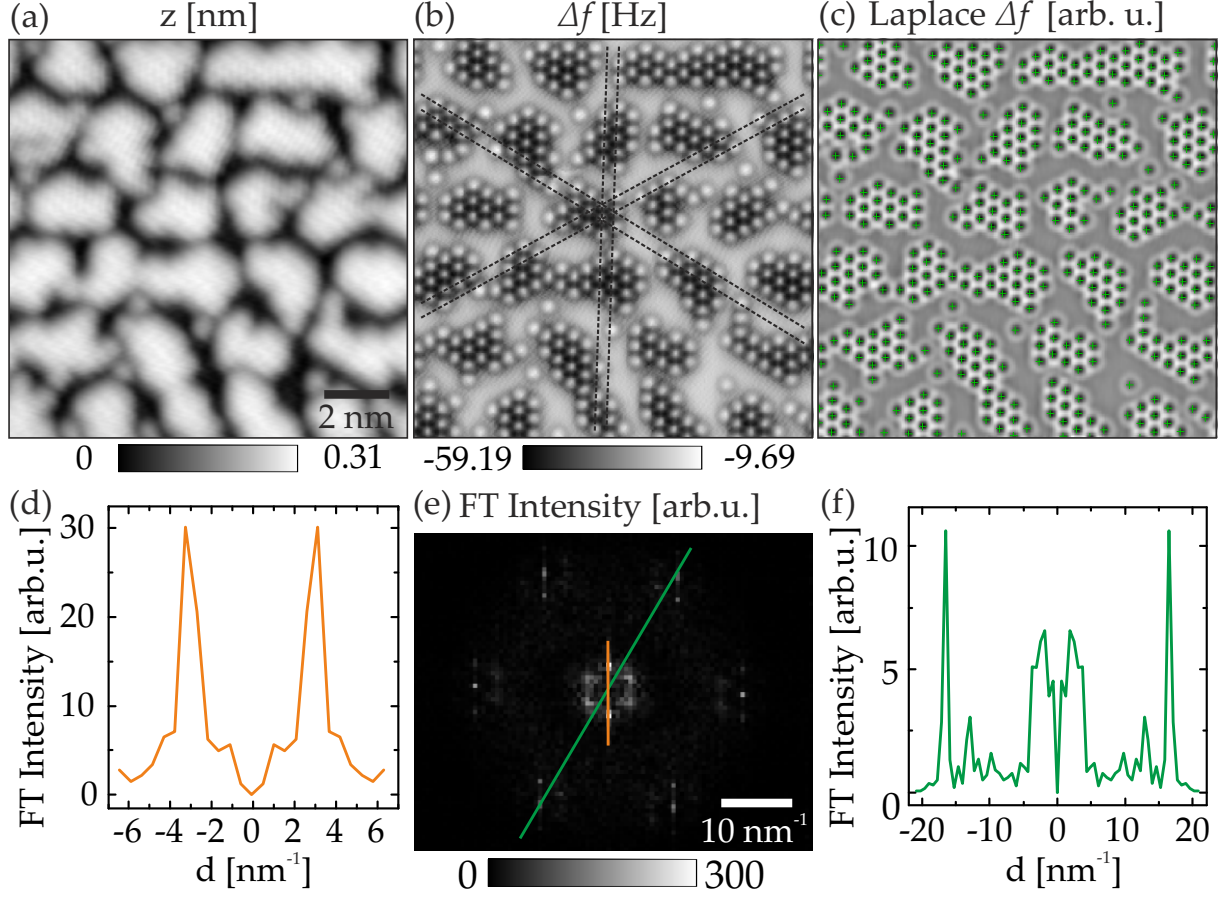 (a) z [nm] (b) Δf [Hz] (c) Laplace Δf [arb. u.]
2 nm
0 0.31 -59.19 -9.69
(d) (e) FT Intensity [arb.u.] (f)
FT Intensity [arb.u.]
30
20
10
0
-6 -4 -2 0 2 4 6
d [nm⁻¹]
10 nm⁻¹
0 300
FT Intensity [arb.u.]
10
5
0
-20 -10 0 10 20
d [nm⁻¹]